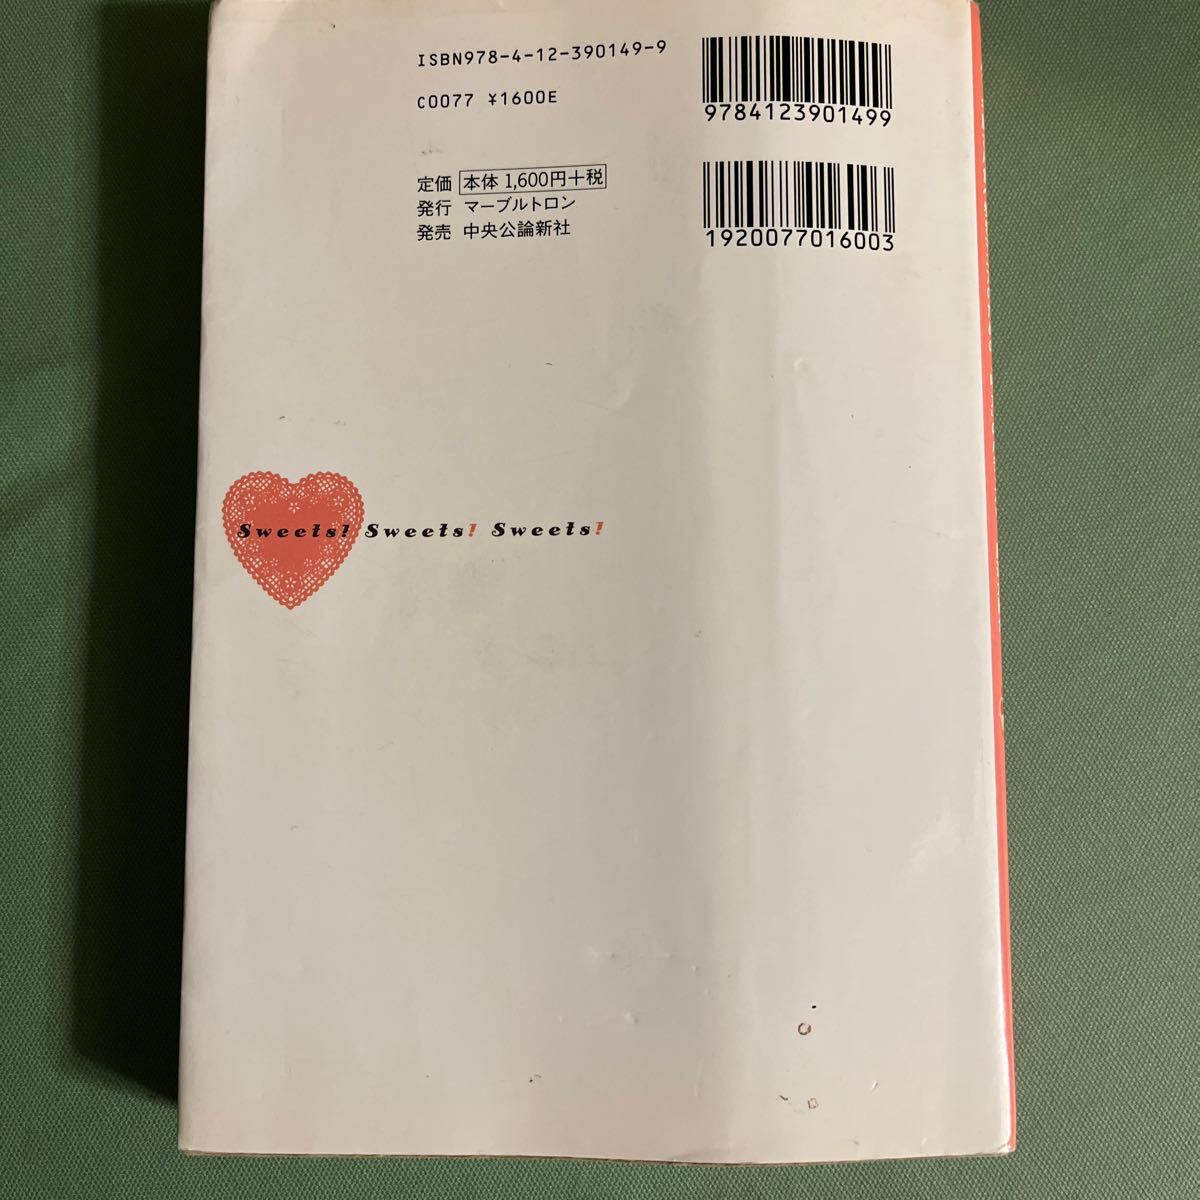 ISBN978-4-12-390149-9
C0077 ¥1600E
9784123901499
定価 本体 1,600円+税
発行 マーブルトロン
発売 中央公論新社
1920077016003
Sweets! Sweets! Sweets!